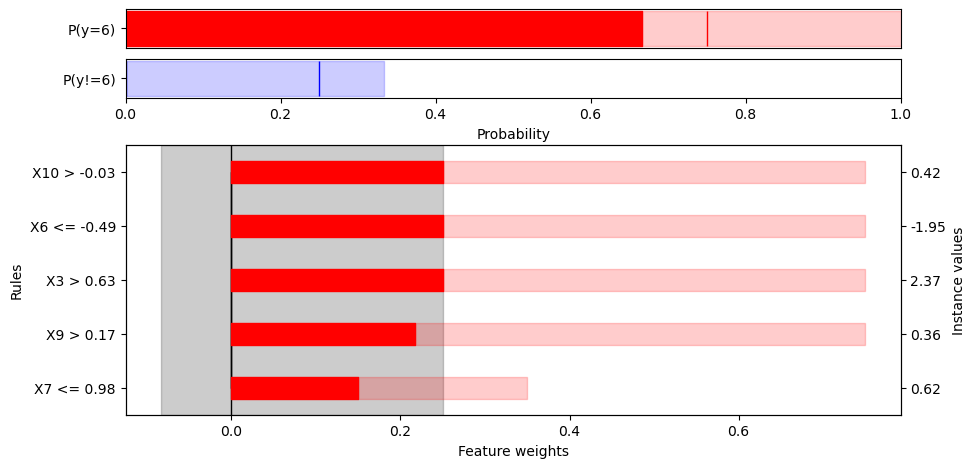 P(y=6)
P(y!=6)
0.0 0.2 0.4 0.6 0.8 1.0
Probability
X10 > -0.03 0.42
X6 <= -0.49 -1.95
X3 > 0.63 2.37
X9 > 0.17 0.36
X7 <= 0.98 0.62
Rules
Instance values
0.0 0.2 0.4 0.6
Feature weights